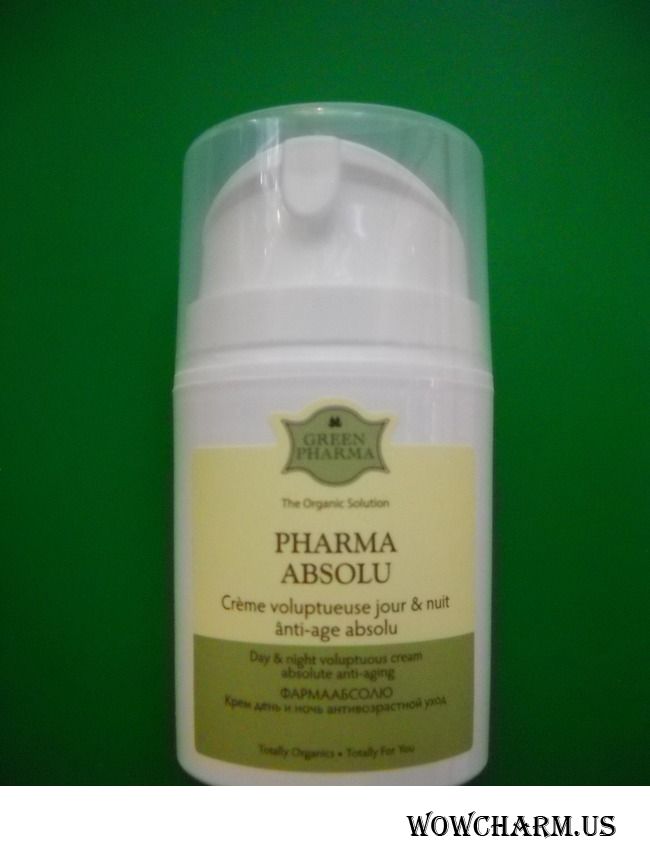 GREEN
PHARMA
The Organic Solution
PHARMA
ABSOLU
Crème voluptueuse jour & nuit
ânti-age absolu
Day & night voluptuous cream
absolute anti-aging
ФАРМААБСОЛЮ
Крем день и ночь антивозрастной уход
Totally Organics • Totally For You
WOWCHARM.US